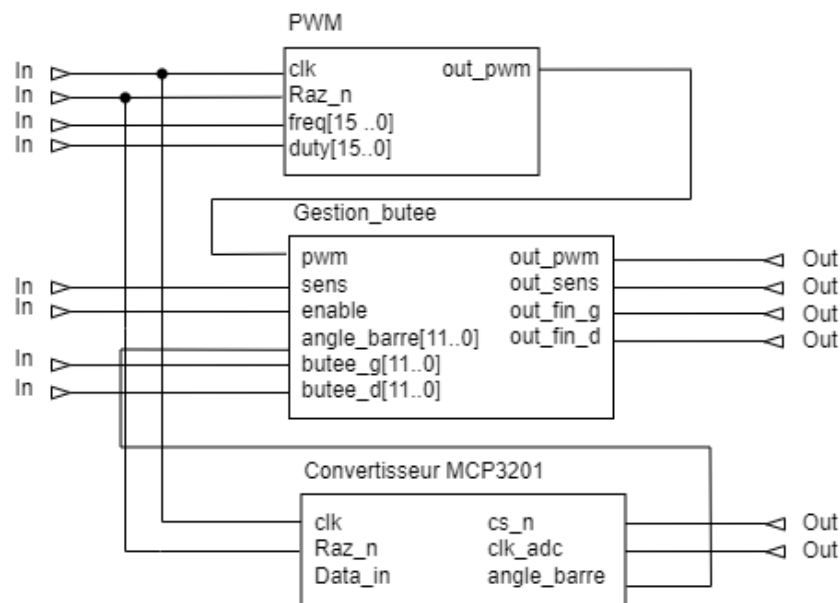 PWM
In clk out_pwm
In Raz_n
In freq[15 ..0]
In duty[15..0]
Gestion_butee
pwm out_pwm Out
In sens out_sens Out
In enable out_fin_g Out
angle_barre[11..0] out_fin_d Out
In butee_g[11..0]
In butee_d[11..0]
Convertisseur MCP3201
clk cs_n Out
Raz_n clk_adc Out
Data_in angle_barre